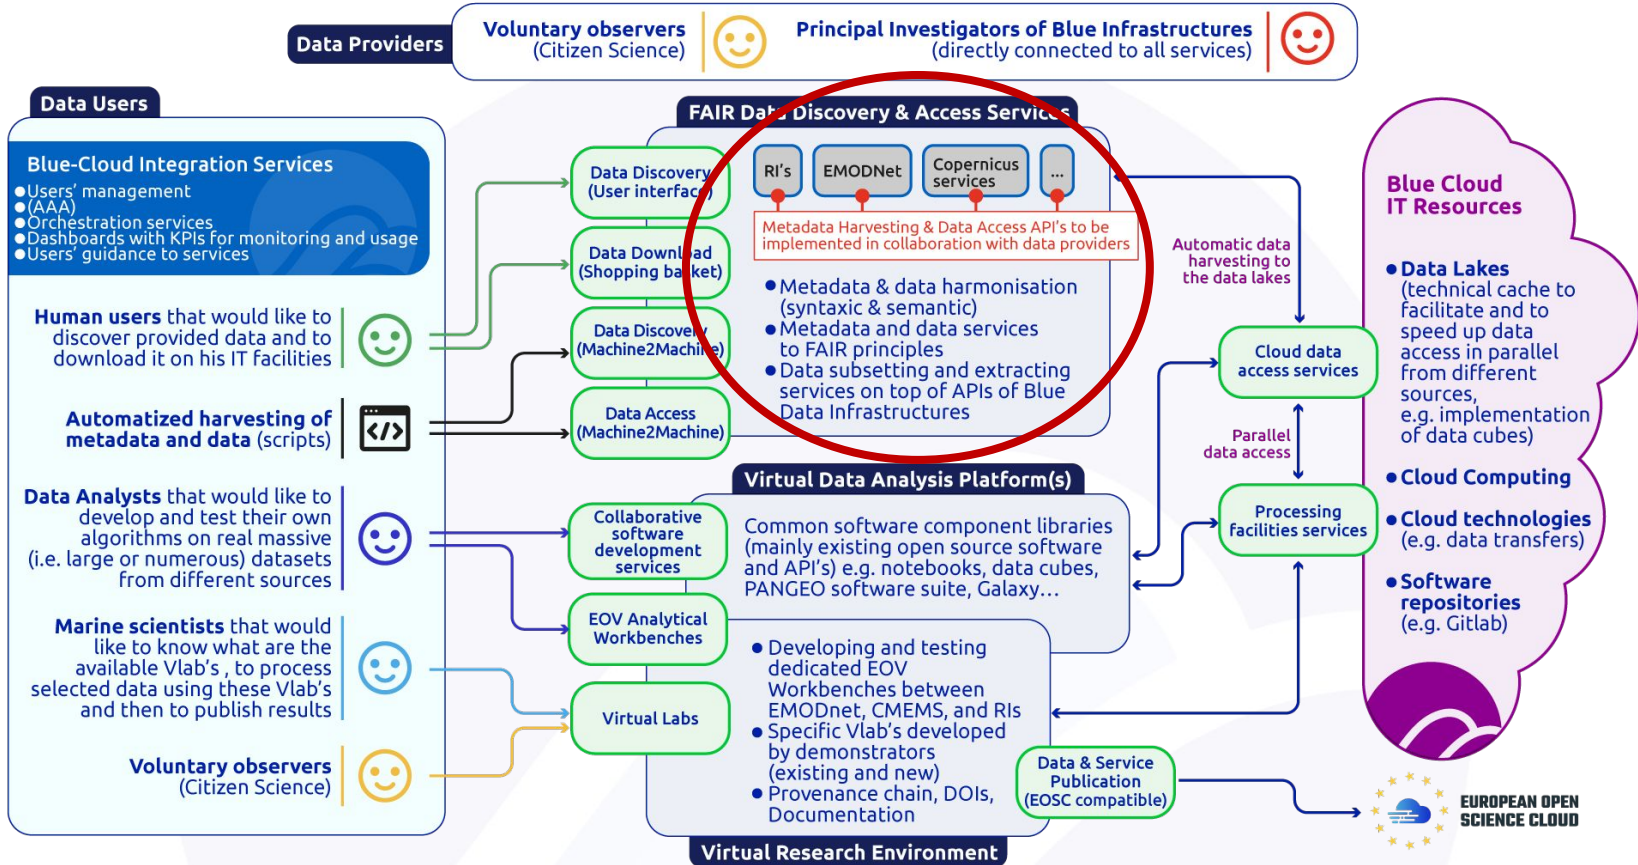 Data Providers
Voluntary observers
(Citizen Science)
Principal Investigators of Blue Infrastructures
(directly connected to all services)
Data Users
Blue-Cloud Integration Services
●Users' management
●(AAA)
●Orchestration services
●Dashboards with KPIs for monitoring and usage
●Users' guidance to services
Human users that would like to
discover provided data and to
download it on his IT facilities
Automatized harvesting of
metadata and data (scripts)
</>
Data Analysts that would like to
develop and test their own
algorithms on real massive
(i.e. large or numerous) datasets
from different sources
Marine scientists that would
like to know what are the
available Vlab's , to process
selected data using these Vlab's
and then to publish results
Voluntary observers
(Citizen Science)
FAIR Data Discovery & Access Services
Data Discovery
(User interface)
Data Download
(Shopping basket)
Data Discovery
(Machine2Machine)
Data Access
(Machine2Machine)
RI's
EMODNet
Copernicus
services
...
Metadata Harvesting & Data Access API's to be
implemented in collaboration with data providers
● Metadata & data harmonisation
(syntaxic & semantic)
● Metadata and data services
to FAIR principles
● Data subsetting and extracting
services on top of APIs of Blue
Data Infrastructures
Virtual Data Analysis Platform(s)
Collaborative
software
development
services
EOV Analytical
Workbenches
Virtual Labs
Common software component libraries
(mainly existing open source software
and API's) e.g. notebooks, data cubes,
PANGEO software suite, Galaxy...
● Developing and testing
dedicated EOV
Workbenches between
EMODnet, CMEMS, and RIs
● Specific Vlab's developed
by demonstrators
(existing and new)
● Provenance chain, DOIs,
Documentation
Virtual Research Environment
Data & Service
Publication
(EOSC compatible)
Automatic data
harvesting to
the data lakes
Cloud data
access services
Parallel
data access
Processing
facilities services
Blue Cloud
IT Resources
● Data Lakes
(technical cache to
facilitate and to
speed up data
access in parallel
from different
sources,
e.g. implementation
of data cubes)
● Cloud Computing
● Cloud technologies
(e.g. data transfers)
● Software
repositories
(e.g. Gitlab)
EUROPEAN OPEN
SCIENCE CLOUD